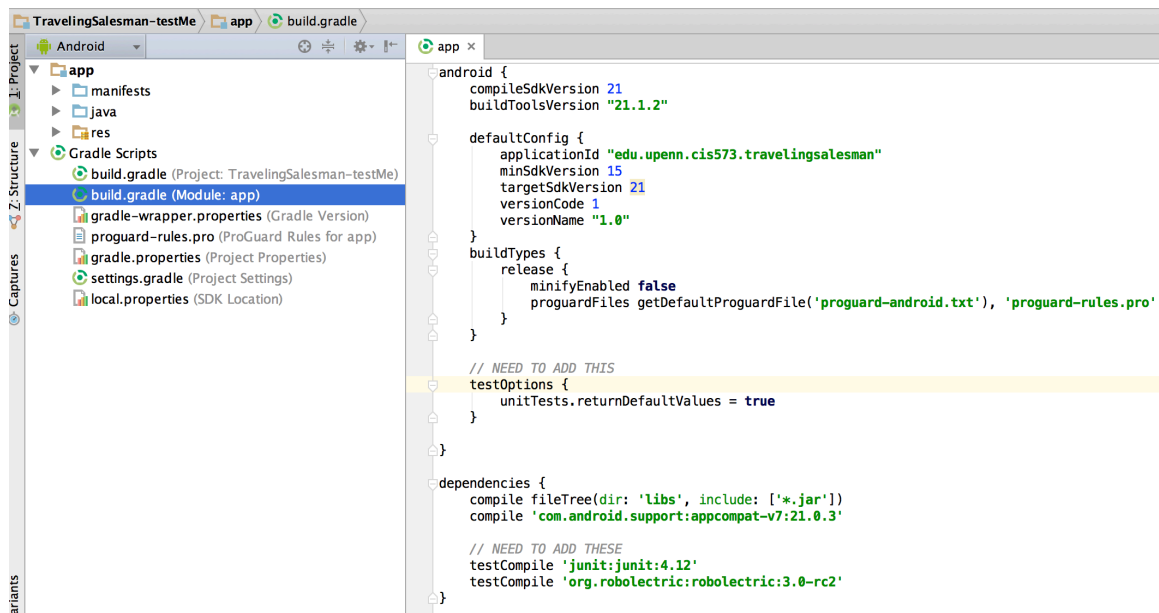 TravelingSalesman-testMe app build.gradle
Android
app
1: Project
app
manifests
java
res
Gradle Scripts
build.gradle (Project: TravelingSalesman-testMe)
build.gradle (Module: app)
gradle-wrapper.properties (Gradle Version)
proguard-rules.pro (ProGuard Rules for app)
gradle.properties (Project Properties)
settings.gradle (Project Settings)
local.properties (SDK Location)
Z: Structure
Captures
ariants
android {
    compileSdkVersion 21
    buildToolsVersion "21.1.2"

    defaultConfig {
        applicationId "edu.upenn.cis573.travelingsalesman"
        minSdkVersion 15
        targetSdkVersion 21
        versionCode 1
        versionName "1.0"
    }
    buildTypes {
        release {
            minifyEnabled false
            proguardFiles getDefaultProguardFile('proguard-android.txt'), 'proguard-rules.pro'
        }
    }

    // NEED TO ADD THIS
    testOptions {
        unitTests.returnDefaultValues = true
    }

}

dependencies {
    compile fileTree(dir: 'libs', include: ['*.jar'])
    compile 'com.android.support:appcompat-v7:21.0.3'

    // NEED TO ADD THESE
    testCompile 'junit:junit:4.12'
    testCompile 'org.robolectric:robolectric:3.0-rc2'
}